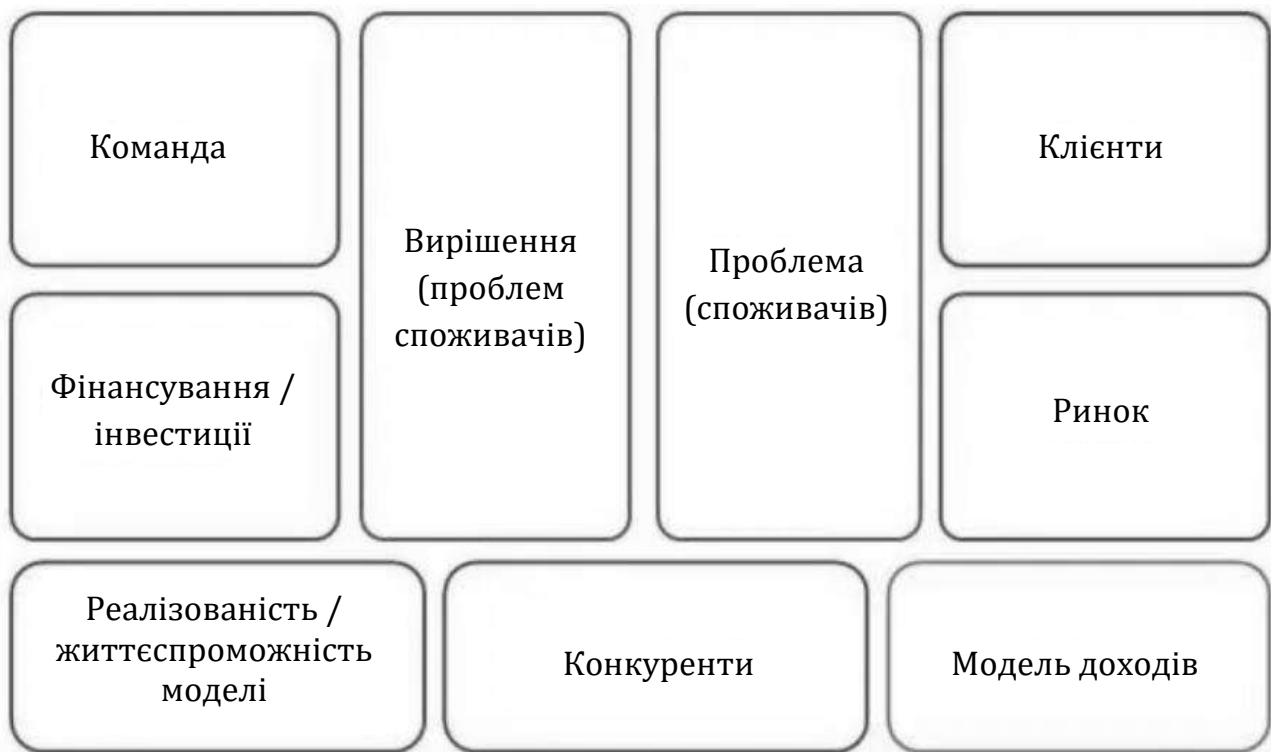 Команда
Вирішення
(проблем
споживачів)
Проблема
(споживачів)
Клієнти
Фінансування /
інвестиції
Ринок
Реалізованість /
життєспроможність
моделі
Конкуренти
Модель доходів